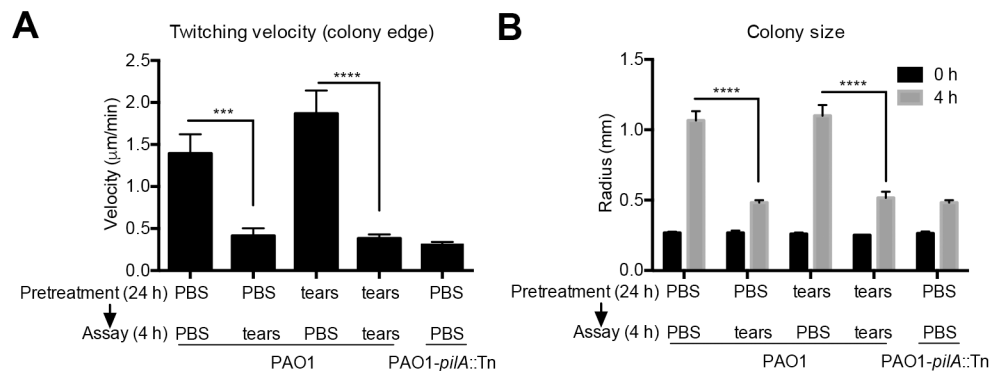 A
Twitching velocity (colony edge)
Velocity (μm/min)
2.5
2.0
1.5
1.0
0.5
0.0
***
****
Pretreatment (24 h) PBS PBS tears tears PBS
Assay (4 h) PBS tears PBS tears PBS
PAO1 PAO1-pilA::Tn
B
Colony size
Radius (mm)
1.5
1.0
0.5
0.0
****
****
0 h
4 h
Pretreatment (24 h) PBS PBS tears tears PBS
Assay (4 h) PBS tears PBS tears PBS
PAO1 PAO1-pilA::Tn